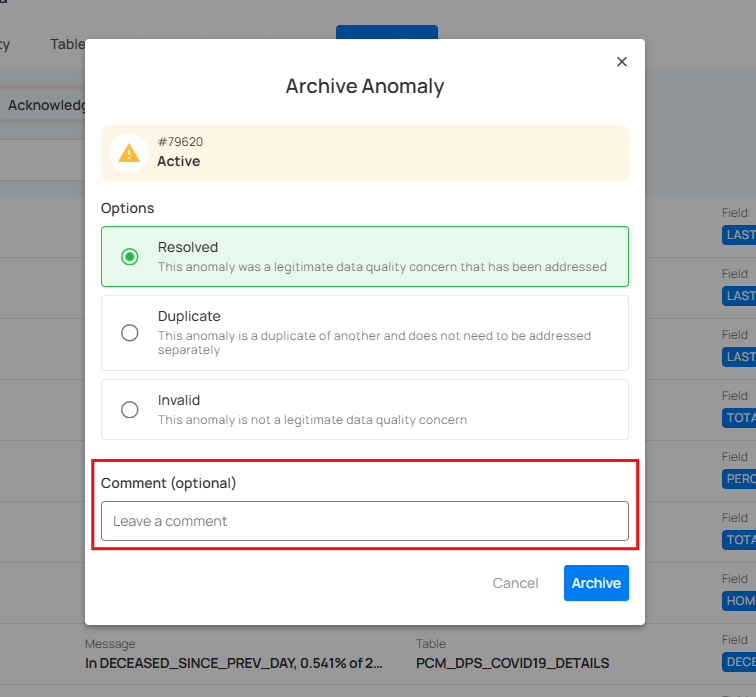 Table
Acknowledg
Archive Anomaly
#79620
Active
Options
Resolved
This anomaly was a legitimate data quality concern that has been addressed
Duplicate
This anomaly is a duplicate of another and does not need to be addressed
separately
Invalid
This anomaly is not a legitimate data quality concern
Comment (optional)
Leave a comment
Cancel
Archive
Field
LAST
Field
LAST
Field
LAST
Field
TOTA
Field
PERC
Field
TOTA
Field
HOM
Message
Table
Field
In DECEASED_SINCE_PREV_DAY, 0.541% of 2...
PCM_DPS_COVID19_DETAILS
DECE